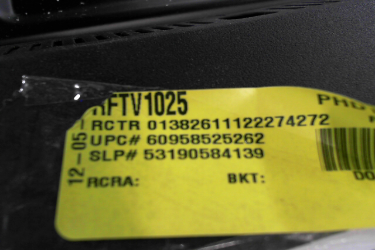 RFTV1025
RCTR 01382611122274272
UPC# 60958525262
SLP# 53190584139
RCRA: BKT:
12-05-